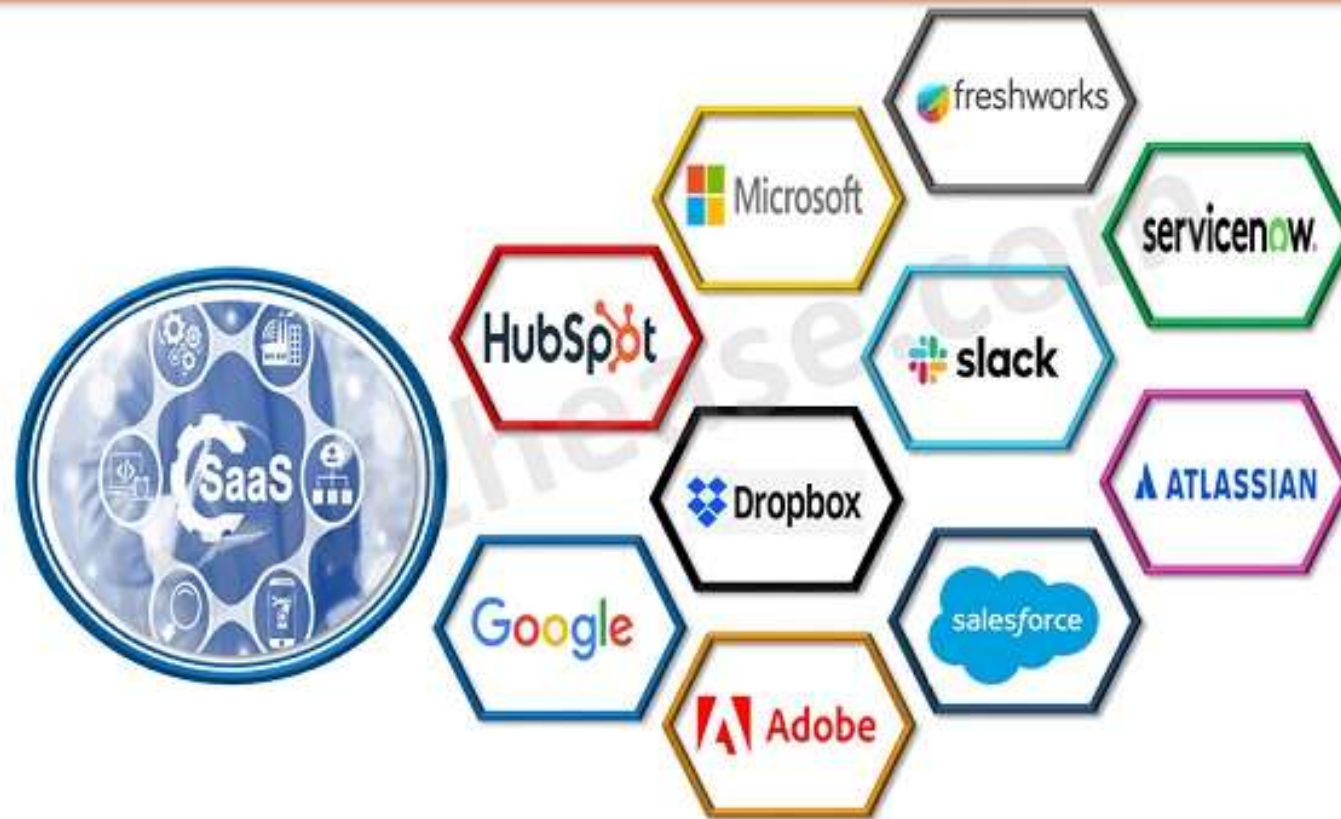 freshworks
Microsoft
servicenow.
HubSpot
slack
SaaS
Dropbox
ATLASSIAN
Google
salesforce
Adobe